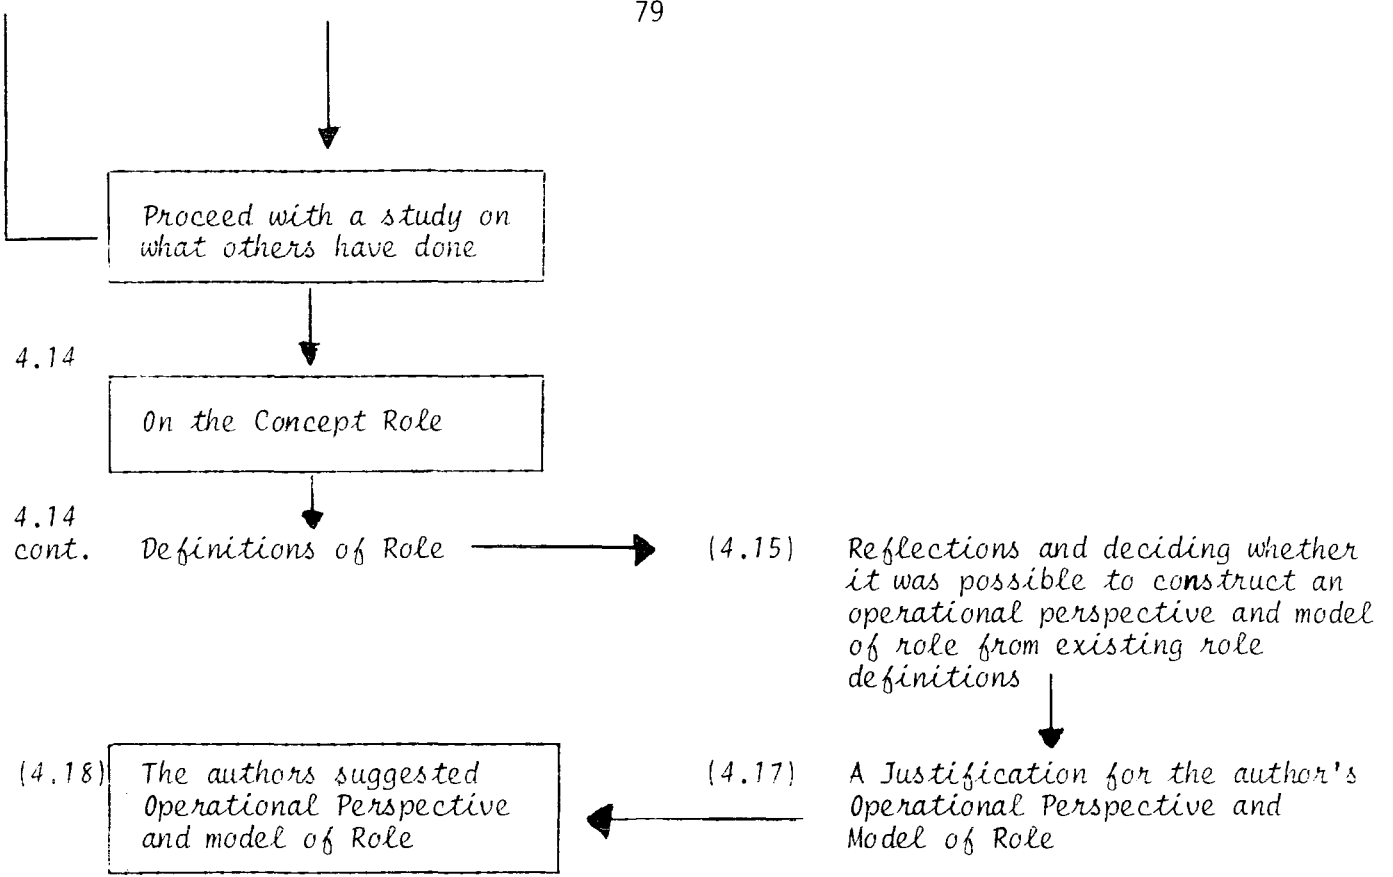 79
Proceed with a study on
what others have done
4.14
On the Concept Role
4.14
cont. Definitions of Role
(4.15) Reflections and deciding whether
it was possible to construct an
operational perspective and model
of role from existing role
definitions
(4.18) The authors suggested
Operational Perspective
and model of Role
(4.17) A Justification for the author's
Operational Perspective and
Model of Role